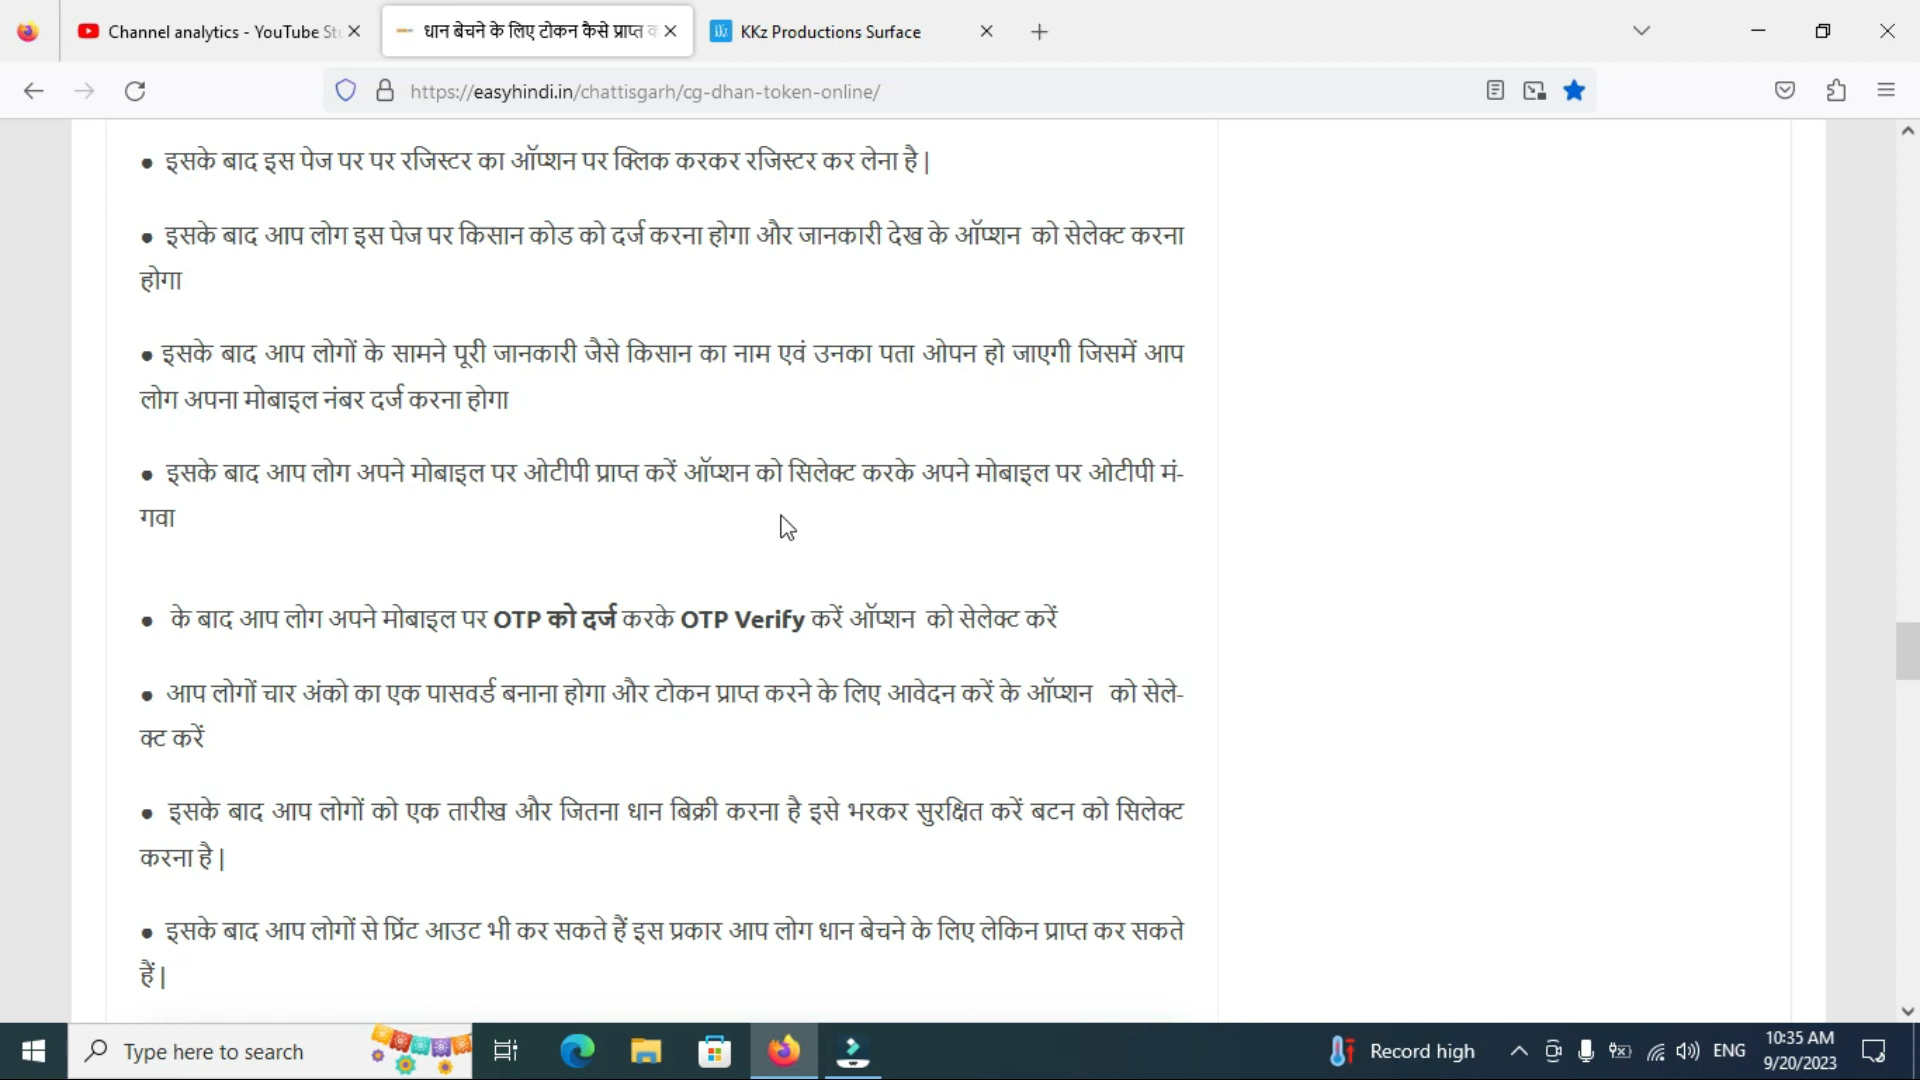 Channel analytics - YouTube St
धान बेचने के लिए टोकन कैसे प्राप्त
KKz Productions Surface
https://easyhindi.in/chattisgarh/cg-dhan-token-online/
● इसके बाद इस पेज पर पर रजिस्टर का ऑप्शन पर क्लिक करकर रजिस्टर कर लेना है |
● इसके बाद आप लोग इस पेज पर किसान कोड को दर्ज करना होगा और जानकारी देख के ऑप्शन को सेलेक्ट करना
होगा
● इसके बाद आप लोगों के सामने पूरी जानकारी जैसे किसान का नाम एवं उनका पता ओपन हो जाएगी जिसमें आप
लोग अपना मोबाइल नंबर दर्ज करना होगा
● इसके बाद आप लोग अपने मोबाइल पर ओटीपी प्राप्त करें ऑप्शन को सिलेक्ट करके अपने मोबाइल पर ओटीपी मं-
गवा
● के बाद आप लोग अपने मोबाइल पर OTP को दर्ज करके OTP Verify करें ऑप्शन को सेलेक्ट करें
● आप लोगों चार अंको का एक पासवर्ड बनाना होगा और टोकन प्राप्त करने के लिए आवेदन करें के ऑप्शन को सेले-
क्ट करें
● इसके बाद आप लोगों को एक तारीख और जितना धान बिक्री करना है इसे भरकर सुरक्षित करें बटन को सिलेक्ट
करना है |
● इसके बाद आप लोगों से प्रिंट आउट भी कर सकते हैं इस प्रकार आप लोग धान बेचने के लिए लेकिन प्राप्त कर सकते
हैं |
Type here to search
Record high
ENG
10:35 AM
9/20/2023